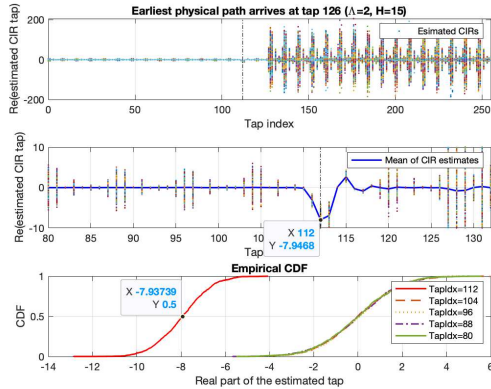 Earliest physical path arrives at tap 126 (Λ=2, H=15)
Re(estimated CIR tap)
200
0
-200
Esimated CIRs
0 50 100 150 200 250
Tap index
Re(estimated CIR tap)
10
0
-10
Mean of CIR estimates
X 112
Y -7.9468
80 85 90 95 100 105 115 120 125 130
Tap
Empirical CDF
CDF
1
0.5
0
X -7.93739
Y 0.5
TapIdx=112
TapIdx=104
TapIdx=96
TapIdx=88
TapIdx=80
-14 -12 -10 -8 -6 -4 -2 0 2 4 6
Real part of the estimated tap